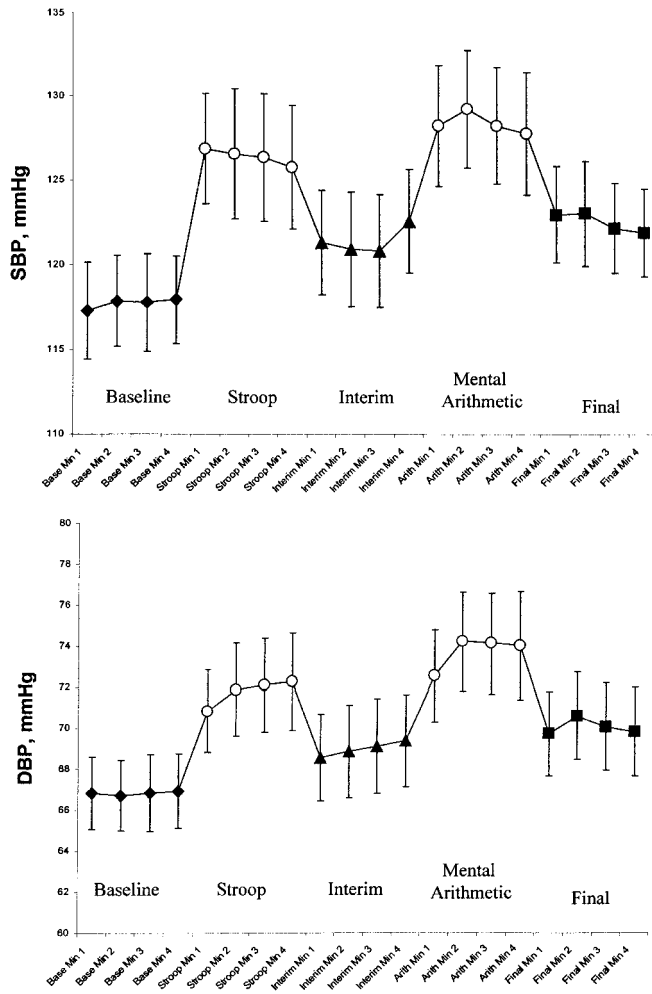 135
130
125
120
115
110
SBP, mmHg
Baseline
Stroop
Interim
Mental
Arithmetic
Final
Base Min 1
Base Min 2
Base Min 3
Base Min 4
Stroop Min 1
Stroop Min 2
Stroop Min 3
Stroop Min 4
Interim Min 1
Interim Min 2
Interim Min 3
Interim Min 4
Arith Min 1
Arith Min 2
Arith Min 3
Arith Min 4
Final Min 1
Final Min 2
Final Min 3
Final Min 4
80
78
76
74
72
70
68
66
64
62
60
DBP, mmHg
Baseline
Stroop
Interim
Mental
Arithmetic
Final
Base Min 1
Base Min 2
Base Min 3
Base Min 4
Stroop Min 1
Stroop Min 2
Stroop Min 3
Stroop Min 4
Interim Min 1
Interim Min 2
Interim Min 3
Interim Min 4
Arith Min 1
Arith Min 2
Arith Min 3
Arith Min 4
Final Min 1
Final Min 2
Final Min 3
Final Min 4